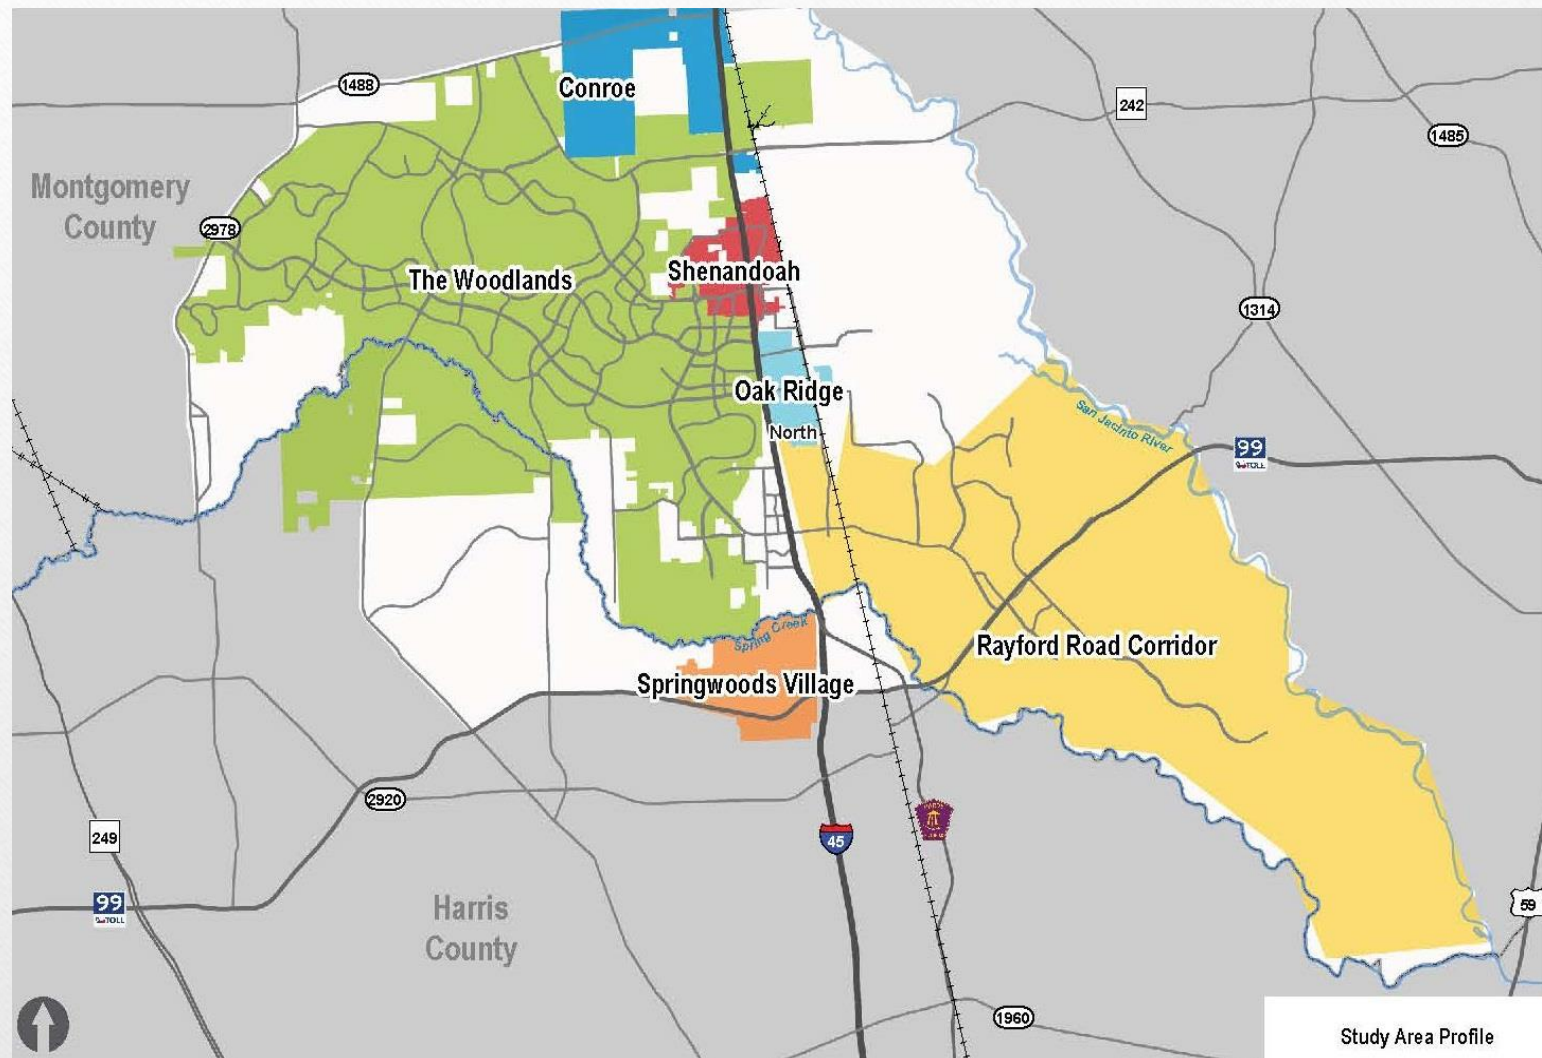 Conroe
1488
242
1485
Montgomery
County
2978
The Woodlands
Shenandoah
1314
Oak Ridge
North
San Jacinto River
99
TOLL
Spring Creek
Rayford Road Corridor
Springwoods Village
2920
249
45
99
TOLL
Harris
County
59
1960
Study Area Profile